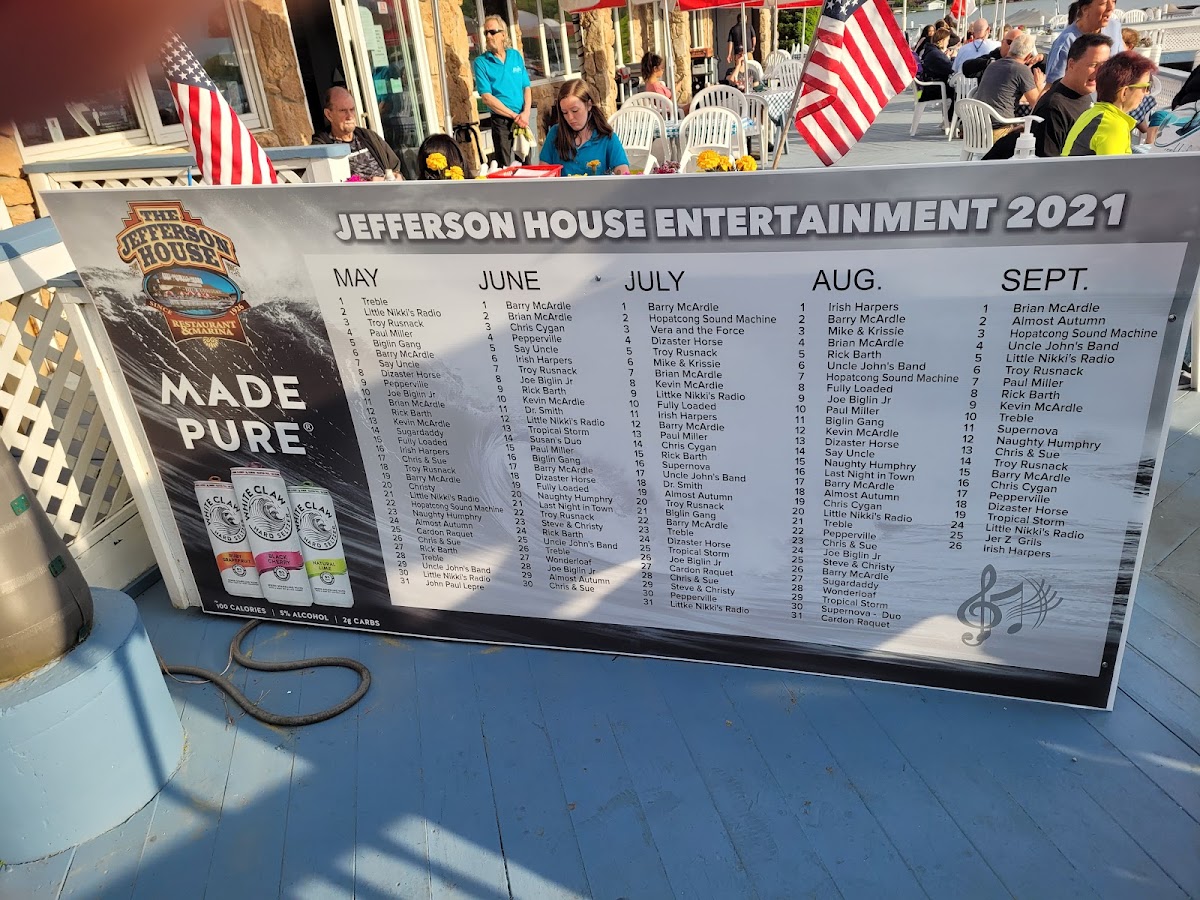 JEFFERSON HOUSE ENTERTAINMENT 2021
THE
JEFFERSON
HOUSE
RESTAURANT
& MARINA
MADE
PURE®
WHITE CLAW
HARD SELTZER
RUBY GRAPEFRUIT
WHITE CLAW
HARD SELTZER
BLACK CHERRY
WHITE CLAW
HARD SELTZER
NATURAL LIME
100 CALORIES | 5% ALCOHOL | 2g CARBS
MAY
1 Treble
2 Little Nikki's Radio
3 Troy Rusnack
4 Paul Miller
5 Biglin Gang
6 Barry McArdle
7 Say Uncle
8 Dizaster Horse
9 Pepperville
10 Joe Biglin Jr
11 Brian McArdle
12 Rick Barth
13 Kevin McArdle
14 Sugardaddy
15 Fully Loaded
16 Irish Harpers
17 Chris & Sue
18 Troy Rusnack
19 Barry McArdle
20 Christy
21 Little Nikki's Radio
22 Hopatcong Sound Machine
23 Naughty Humphry
24 Almost Autumn
25 Cardon Raquet
26 Chris & Sue
27 Rick Barth
28 Treble
29 Uncle John's Band
30 Little Nikki's Radio
31 John Paul Lepre
JUNE
1 Barry McArdle
2 Brian McArdle
3 Chris Cygan
4 Pepperville
5 Say Uncle
6 Irish Harpers
7 Troy Rusnack
8 Joe Biglin Jr
9 Rick Barth
10 Kevin McArdle
11 Dr. Smith
12 Little Nikki's Radio
13 Tropical Storm
14 Susan's Duo
15 Paul Miller
16 Biglin Gang
17 Barry McArdle
18 Dizaster Horse
19 Fully Loaded
20 Naughty Humphry
21 Last Night in Town
22 Troy Rusnack
23 Steve & Christy
24 Rick Barth
25 Uncle John's Band
26 Treble
27 Wonderloaf
28 Joe Biglin Jr
29 Almost Autumn
30 Chris & Sue
JULY
1 Barry McArdle
2 Hopatcong Sound Machine
3 Vera and the Force
4 Dizaster Horse
5 Troy Rusnack
6 Mike & Krissie
7 Brian McArdle
8 Kevin McArdle
9 Littke Nikki's Radio
10 Fully Loaded
11 Irish Harpers
12 Barry McArdle
13 Paul Miller
14 Chris Cygan
15 Rick Barth
16 Supernova
17 Uncle John's Band
18 Dr. Smith
19 Almost Autumn
20 Troy Rusnack
21 Biglin Gang
22 Barry McArdle
23 Treble
24 Dizaster Horse
25 Tropical Storm
26 Joe Biglin Jr
27 Cardon Raquet
28 Chris & Sue
29 Steve & Christy
30 Pepperville
31 Littke Nikki's Radio
AUG.
1 Irish Harpers
2 Barry McArdle
3 Mike & Krissie
4 Brian McArdle
5 Rick Barth
6 Uncle John's Band
7 Hopatcong Sound Machine
8 Fully Loaded
9 Joe Biglin Jr
10 Paul Miller
11 Biglin Gang
12 Kevin McArdle
13 Dizaster Horse
14 Say Uncle
15 Naughty Humphry
16 Last Night in Town
17 Barry McArdle
18 Almost Autumn
19 Chris Cygan
20 Little Nikki's Radio
21 Treble
22 Pepperville
23 Chris & Sue
24 Joe Biglin Jr
25 Steve & Christy
26 Barry McArdle
27 Sugardaddy
28 Wonderloaf
29 Tropical Storm
30 Supernova - Duo
31 Cardon Raquet
SEPT.
1 Brian McArdle
2 Almost Autumn
3 Hopatcong Sound Machine
4 Uncle John's Band
5 Little Nikki's Radio
6 Troy Rusnack
7 Paul Miller
8 Rick Barth
9 Kevin McArdle
10 Treble
11 Supernova
12 Naughty Humphry
13 Chris & Sue
14 Troy Rusnack
15 Barry McArdle
16 Chris Cygan
17 Pepperville
18 Dizaster Horse
19 Tropical Storm
24 Little Nikki's Radio
25 Jer Z Grils
26 Irish Harpers